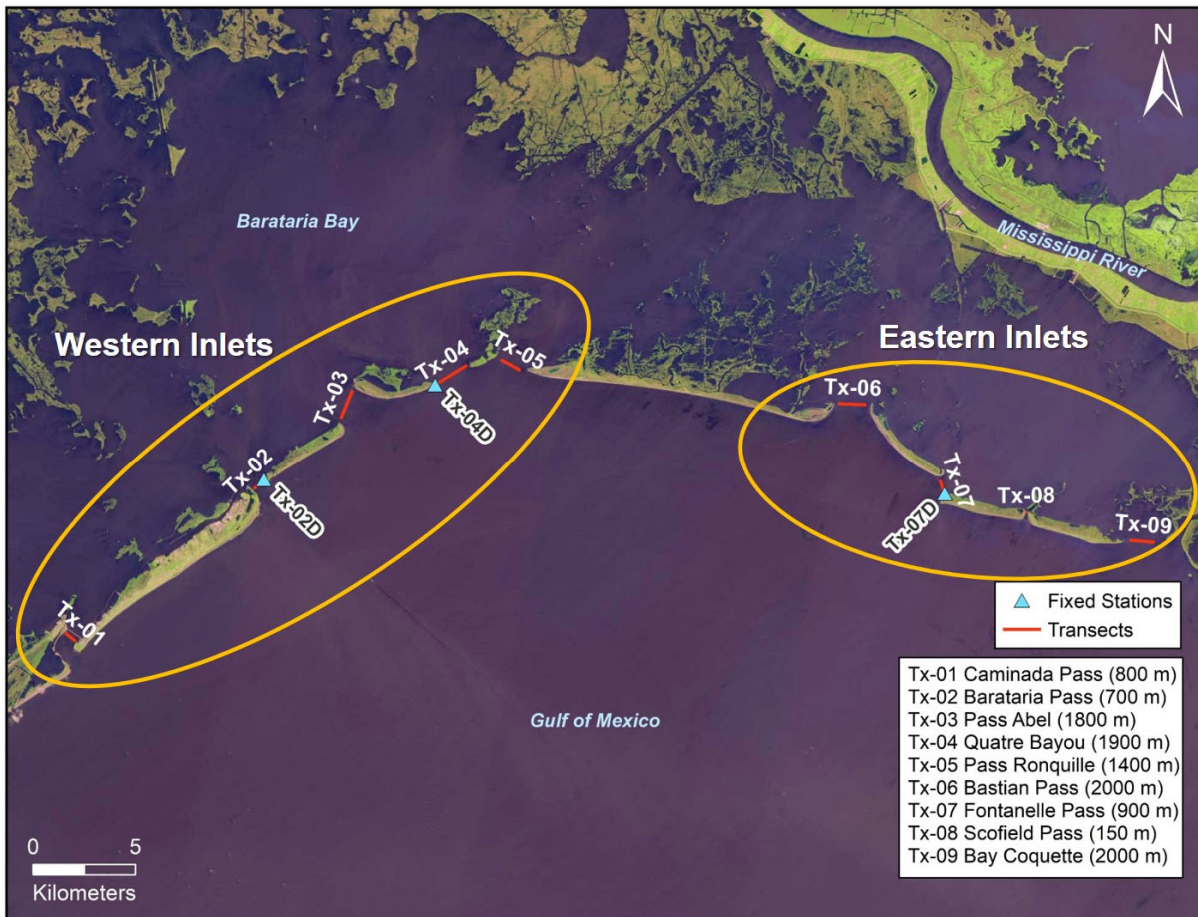 N
Barataria Bay
Mississippi River
Western Inlets
Eastern Inlets
Tx-01
Tx-02
Tx-02D
Tx-03
Tx-04
Tx-04D
Tx-05
Tx-06
Tx-07
Tx-07D
Tx-08
Tx-09
Gulf of Mexico
Fixed Stations
Transects
Tx-01 Caminada Pass (800 m)
Tx-02 Barataria Pass (700 m)
Tx-03 Pass Abel (1800 m)
Tx-04 Quatre Bayou (1900 m)
Tx-05 Pass Ronquille (1400 m)
Tx-06 Bastian Pass (2000 m)
Tx-07 Fontanelle Pass (900 m)
Tx-08 Scofield Pass (150 m)
Tx-09 Bay Coquette (2000 m)
0 5
Kilometers